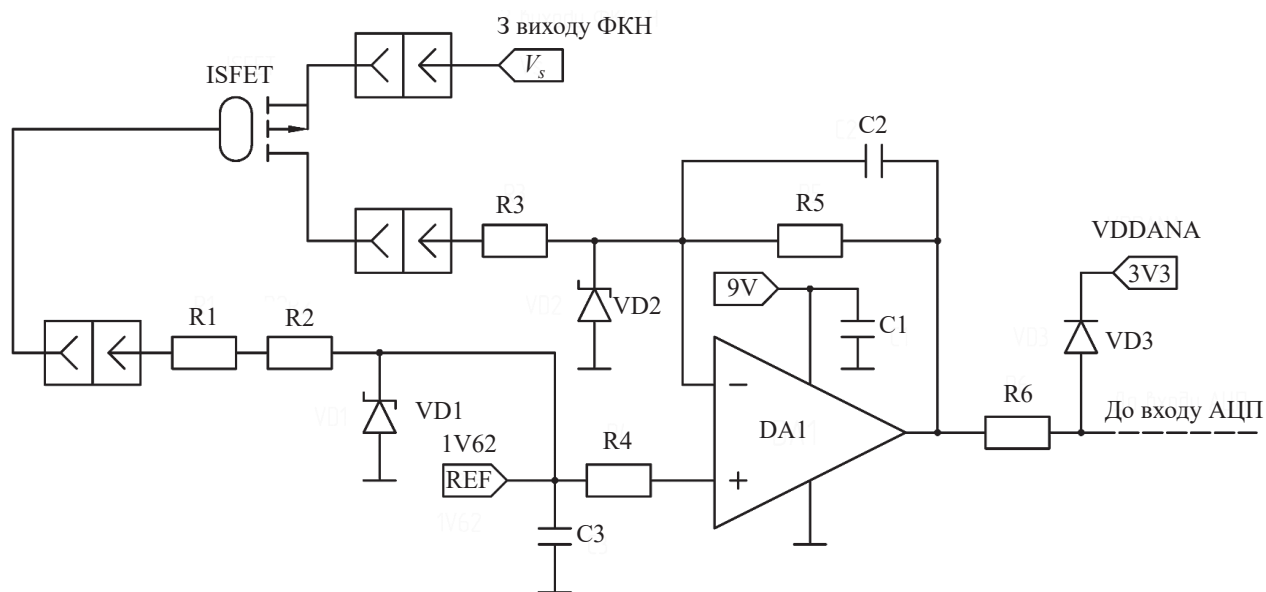 З виходу ФКН
Vs
ISFET
C2
R3
R5
VDDANA
3V3
9V
VD2
C1
VD3
R1
R2
VD1
DA1
R6
До входу АЦП
1V62
REF
R4
C3